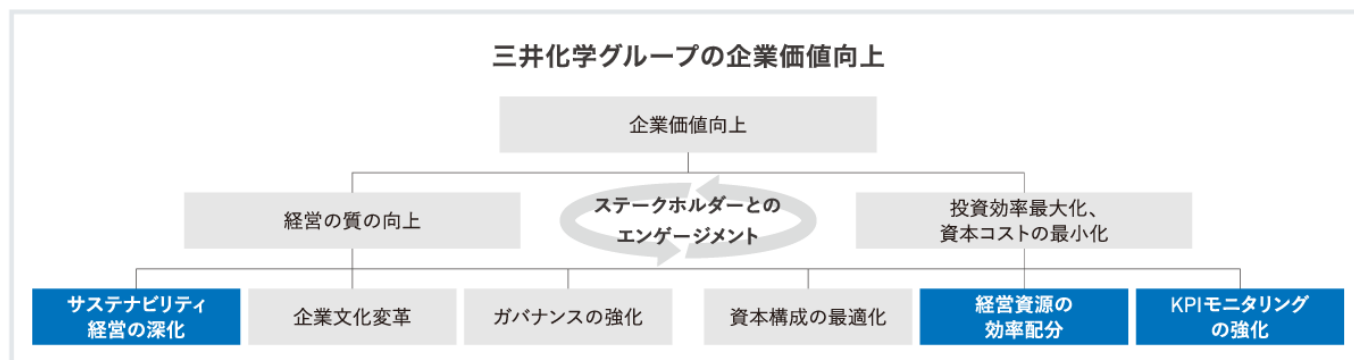 三井化学グループの企業価値向上
企業価値向上
経営の質の向上
ステークホルダーとの
エンゲージメント
投資効率最大化、
資本コストの最小化
サステナビリティ
経営の深化
企業文化変革
ガバナンスの強化
資本構成の最適化
経営資源の
効率配分
KPIモニタリング
の強化